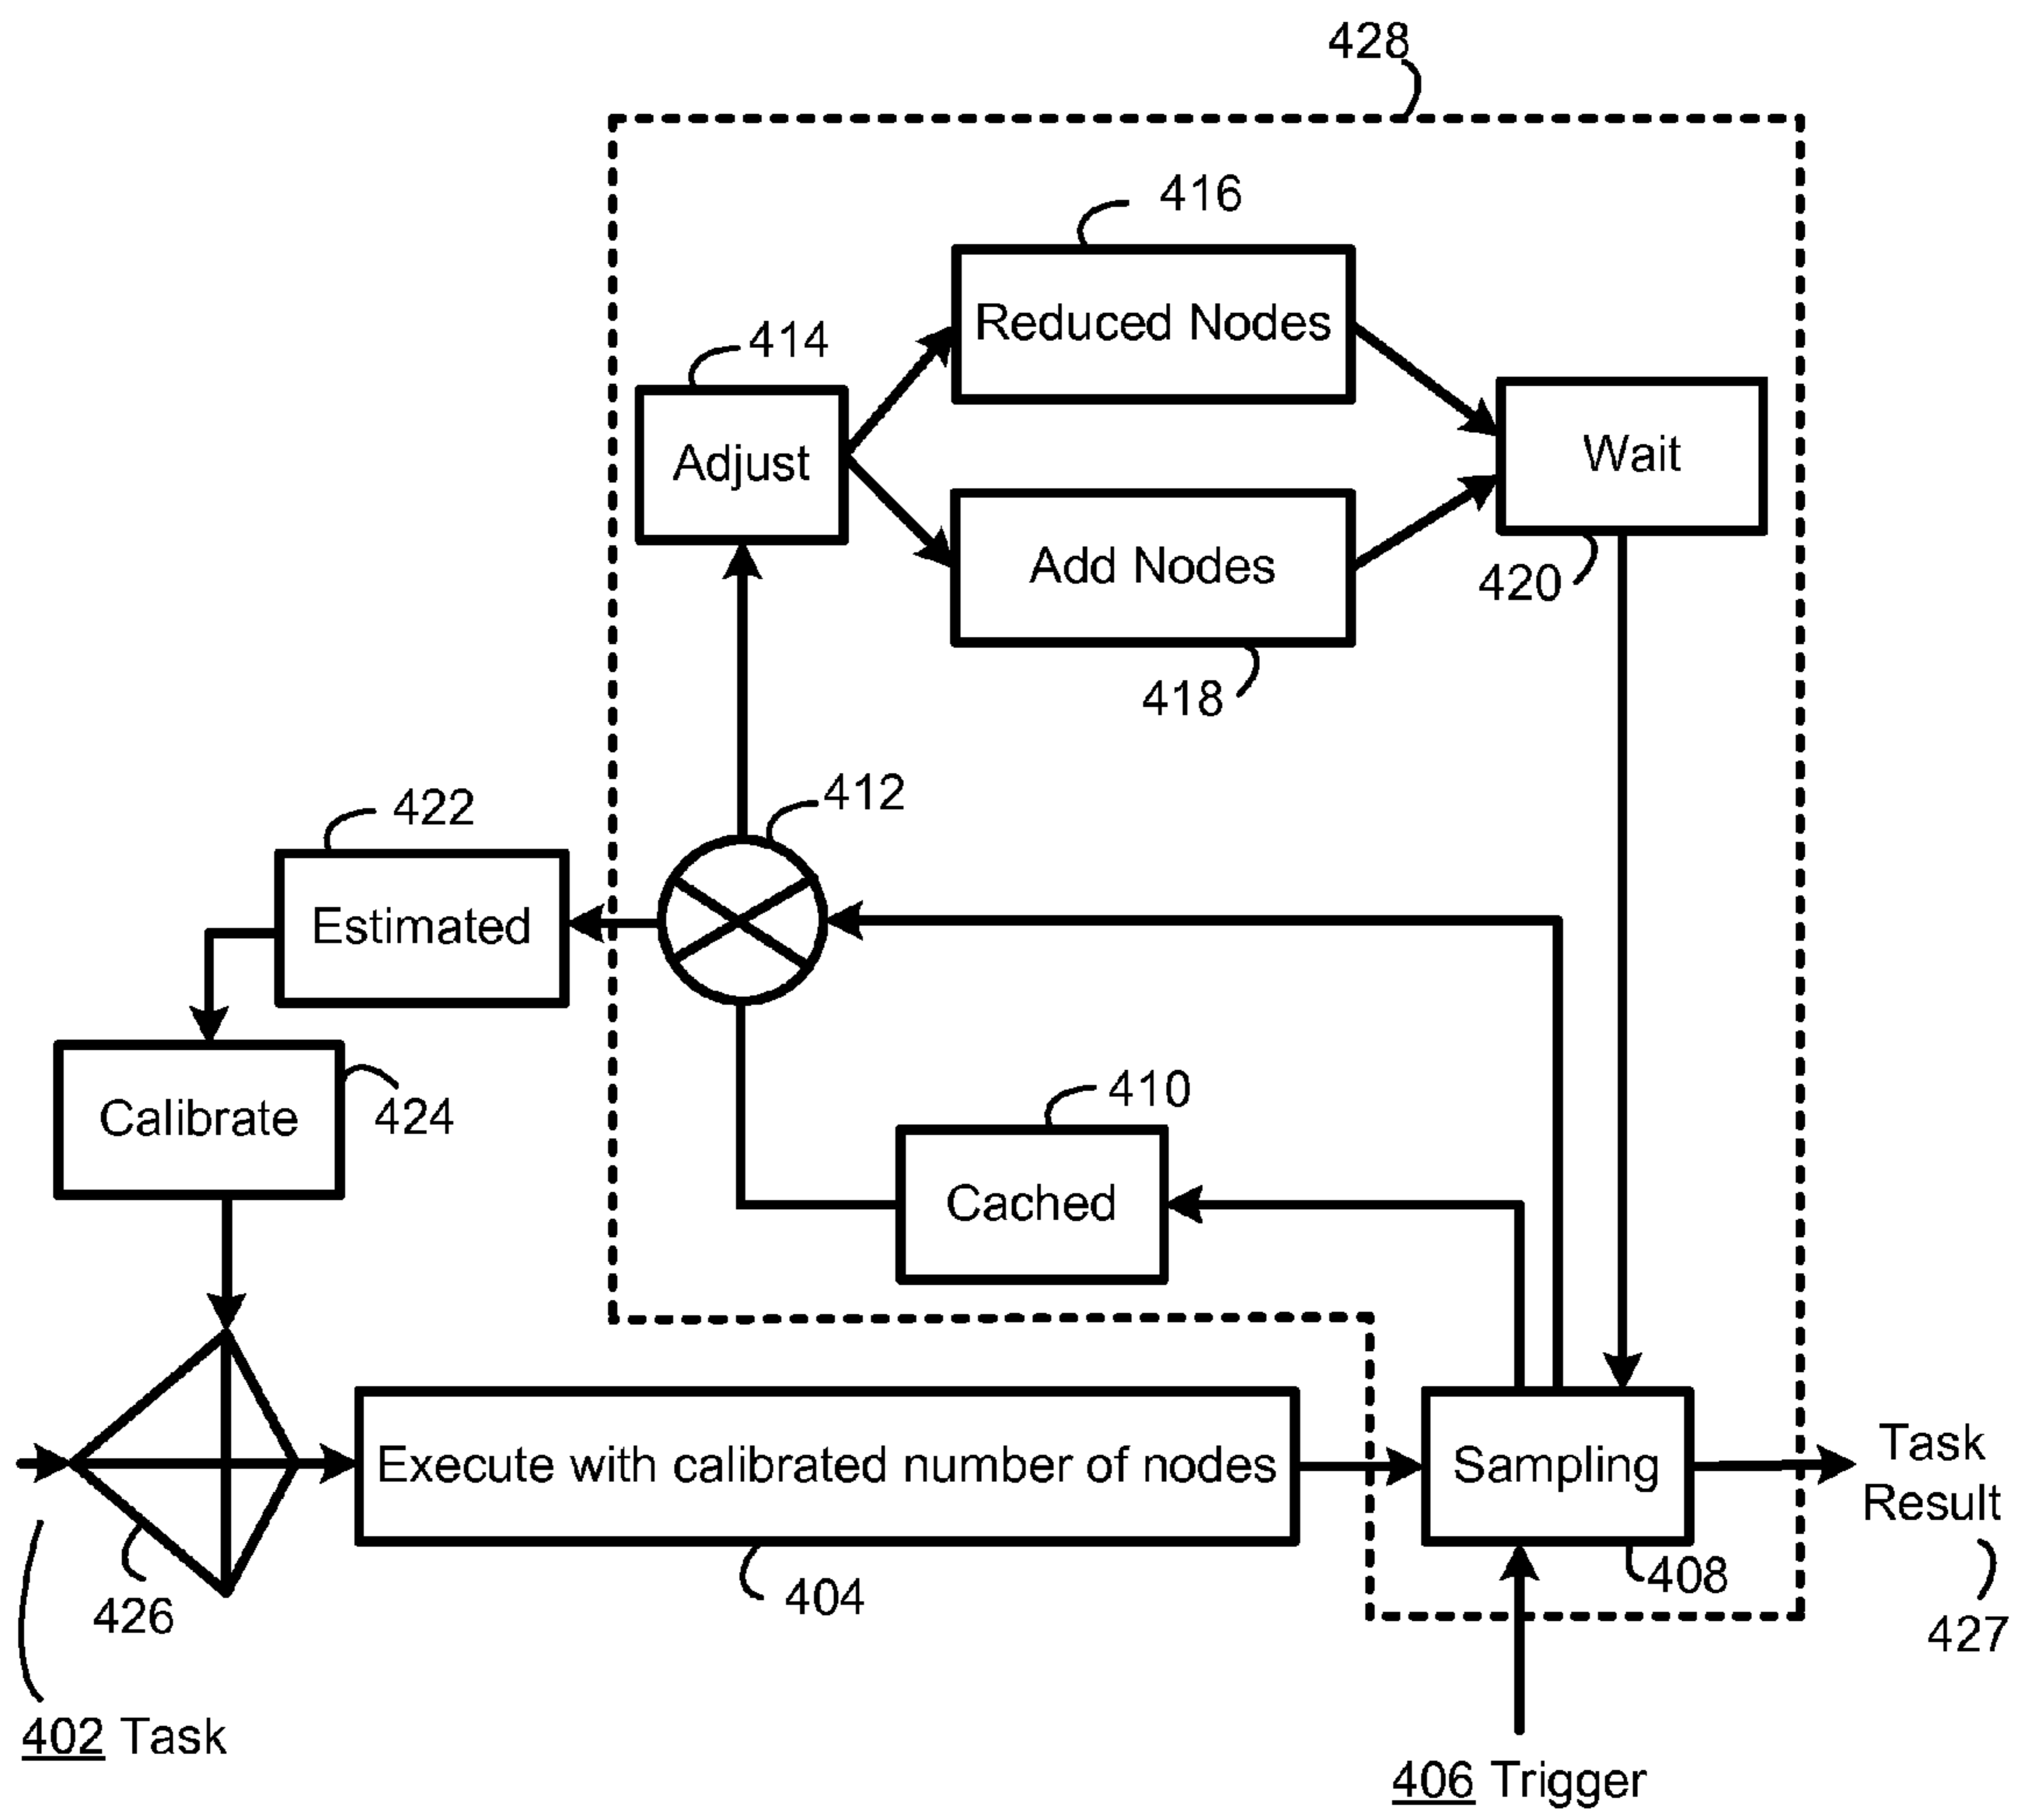 428
416
Reduced Nodes
414
Adjust
Wait
Add Nodes
420
418
412
422
Estimated
410
Calibrate
424
Cached
Task
Result
Execute with calibrated number of nodes
Sampling
408
404
426
427
402 Task
406 Trigger